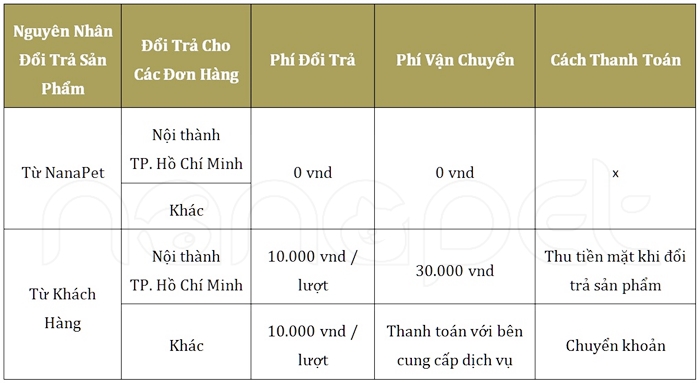 Nguyên Nhân
Đổi Trả Sản
Phẩm
Đổi Trả Cho
Các Đơn Hàng
Phí Đổi Trả
Phí Vận Chuyển
Cách Thanh Toán
Từ NanaPet
Nội thành
TP. Hồ Chí Minh
Khác
0 vnd
0 vnd
x
Từ Khách
Hàng
Nội thành
TP. Hồ Chí Minh
10.000 vnd /
lượt
30.000 vnd
Thu tiền mặt khi đổi
trả sản phẩm
Khác
10.000 vnd /
lượt
Thanh toán với bên
cung cấp dịch vụ
Chuyển khoản
nanapet